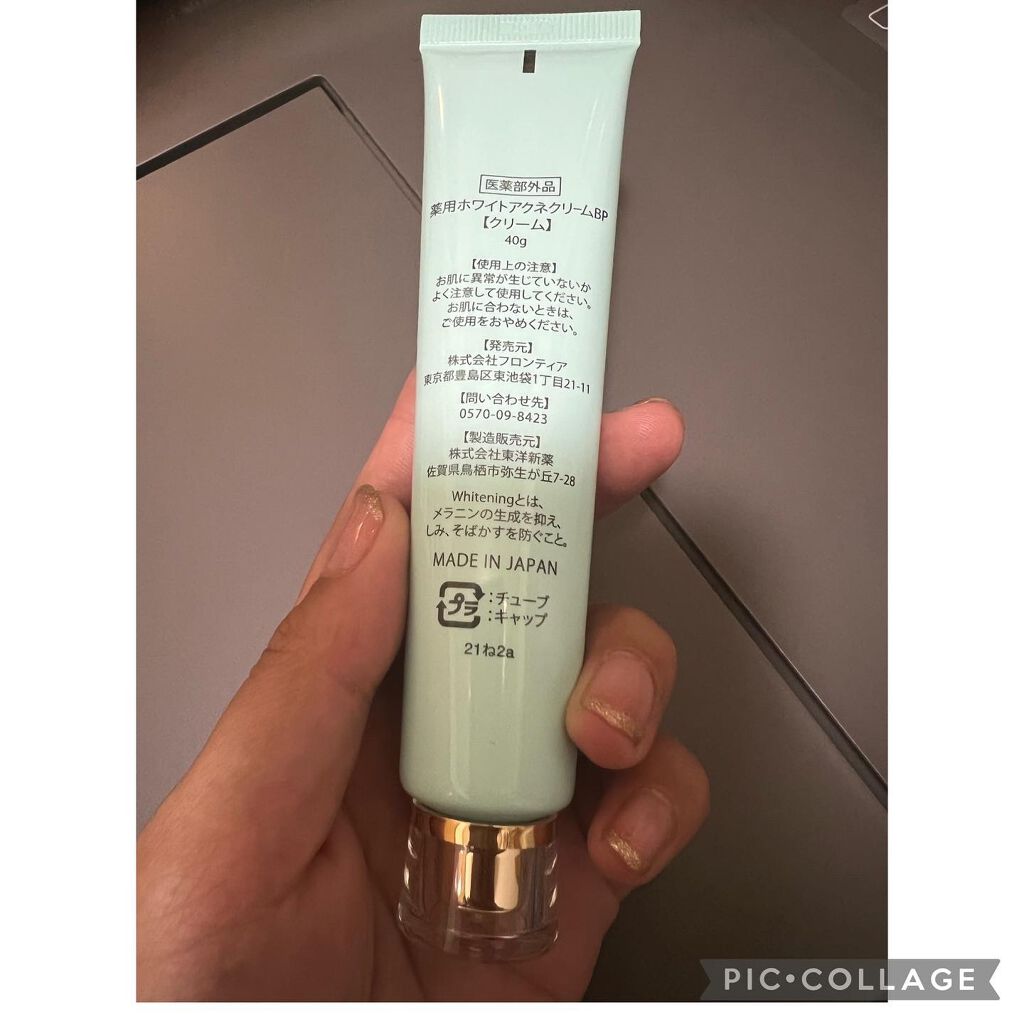 医薬部外品
薬用ホワイトアクネクリームBP
【クリーム】
40g
【使用上の注意】
お肌に異常が生じていないか
よく注意して使用してください。
お肌に合わないときは、
ご使用をおやめください。
【発売元】
株式会社フロンティア
東京都豊島区東池袋1丁目21-11
【問い合わせ先】
0570-09-8423
【製造販売元】
株式会社東洋新薬
佐賀県鳥栖市弥生が丘7-28
Whiteningとは、
メラニンの生成を抑え、
しみ、そばかすを防ぐこと。
MADE IN JAPAN
プラ:チューブ
:キャップ
21ね2a
PIC•COLLAGE